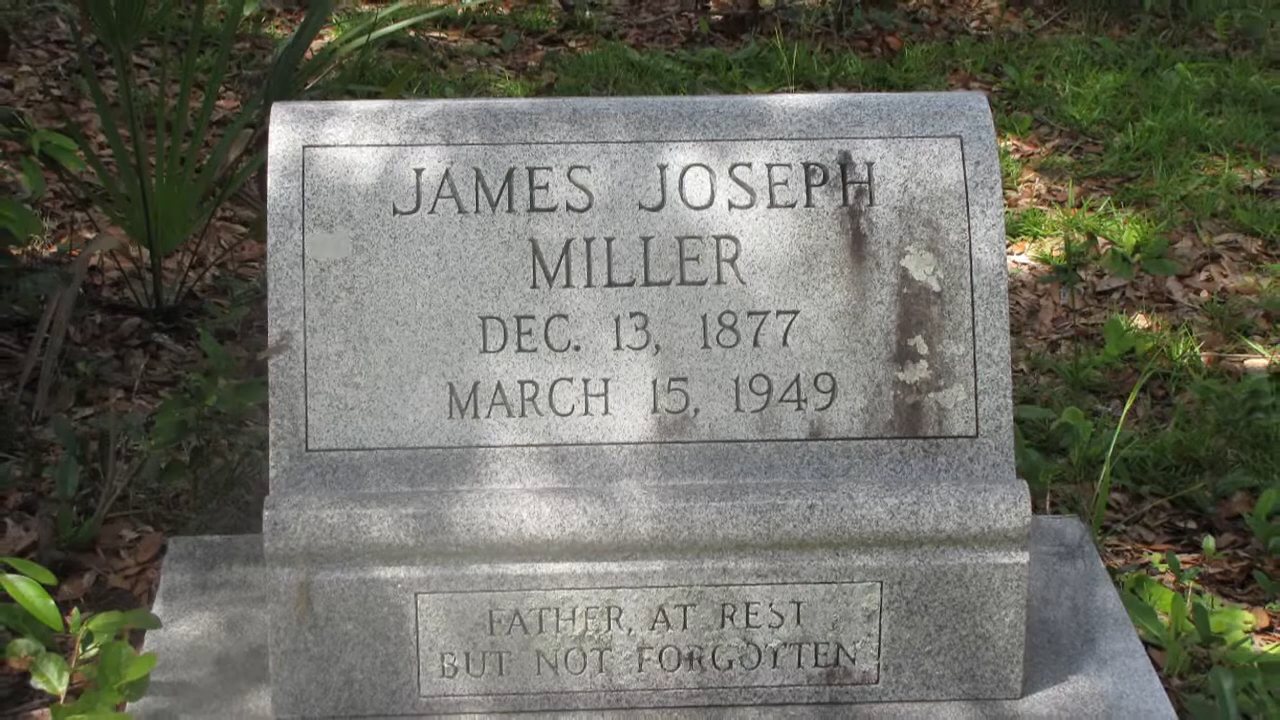 JAMES JOSEPH
MILLER
DEC. 13, 1877
MARCH 15, 1949
FATHER, AT REST
BUT NOT FORGOTTEN